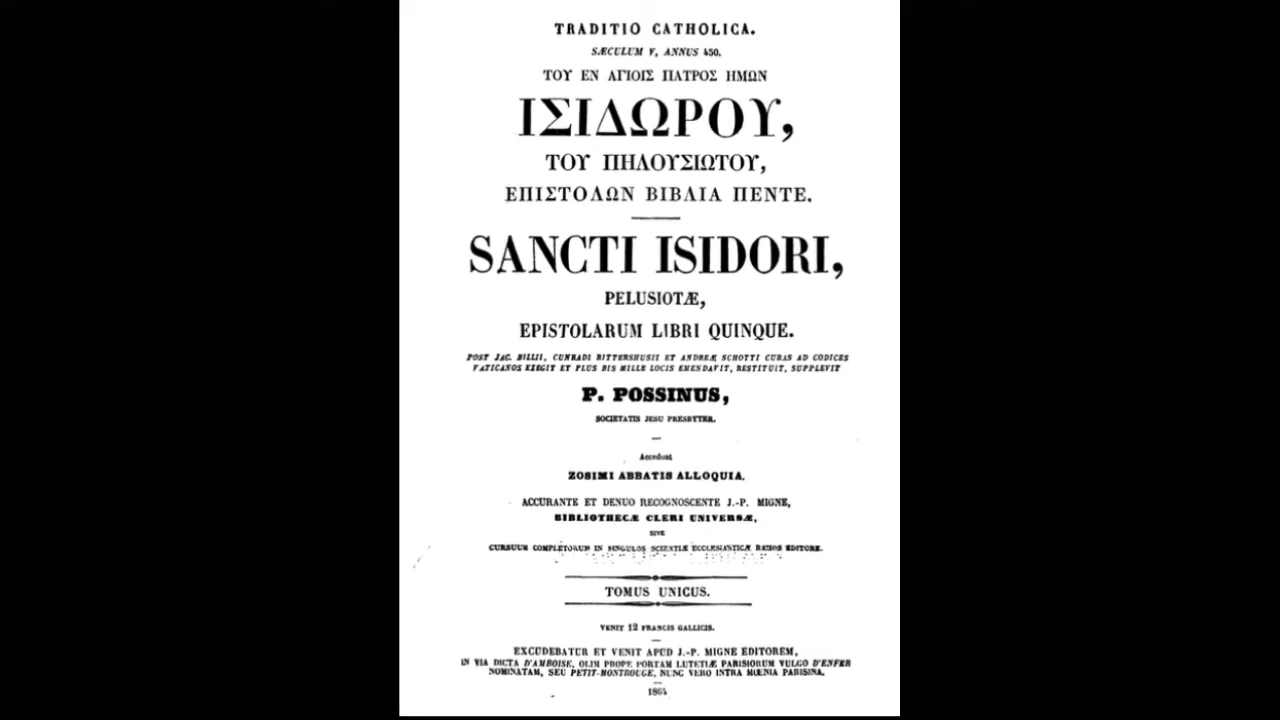 TRADITIO CATHOLICA.
SÆCULUM V, ANNUS 450.
ΤΟΥ ΕΝ ΑΓΙΟΙΣ ΠΑΤΡΟΣ ΗΜΩΝ
ΙΣΙΔΩΡΟΥ,
ΤΟΥ ΠΗΛΟΥΣΙΩΤΟΥ,
ΕΠΙΣΤΟΛΩΝ ΒΙΒΛΙΑ ΠΕΝΤΕ.
SANCTI ISIDORI,
PELUSIOTÆ,
EPISTOLARUM LIBRI QUINQUE.
POST JAC. BILLII, CUNRADI RITTERSHUSII ET ANDREÆ SCHOTTI CURAS AD CODICES
VATICANOS EXEGIT ET PLUS BIS MILLE LOCIS EMENDAVIT, RESTITUIT, SUPPLEVIT
P. POSSINUS,
SOCIETATIS JESU PRESBYTER.
Accedunt
ZOSIMI ABBATIS ALLOQUIA.
ACCURANTE ET DENUO RECOGNOSCENTE J.-P. MIGNE,
BIBLIOTHECÆ CLERI UNIVERSÆ,
SIVE
CURSUUM COMPLETORUM IN SINGULOS SCIENTIÆ ECCLESIASTICÆ RAMOS EDITORE.
TOMUS UNICUS.
VENIT 12 FRANCIS GALLICIS.
EXCUDEBATUR ET VENIT APUD J.-P. MIGNE EDITOREM,
IN VIA DICTA D'AMBOISE, OLIM PROPE PORTAM LUTETIÆ PARISIORUM VULGO D'ENFER
NOMINATAM, SEU PETIT-MONTROUGE, NUNC VERO INTRA MŒNIA PARISINA.
1864